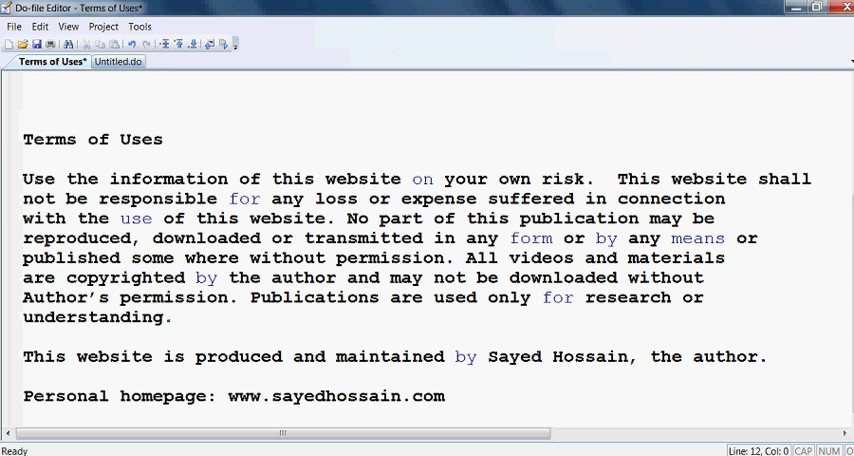 Do-file Editor - Terms of Uses*
File Edit View Project Tools
Terms of Uses* Untitled.do
Terms of Uses
Use the information of this website on your own risk.  This website shall
not be responsible for any loss or expense suffered in connection
with the use of this website. No part of this publication may be
reproduced, downloaded or transmitted in any form or by any means or
published some where without permission. All videos and materials
are copyrighted by the author and may not be downloaded without
Author's permission. Publications are used only for research or
understanding.
This website is produced and maintained by Sayed Hossain, the author.
Personal homepage: www.sayedhossain.com
Ready Line: 12, Col: 0 CAP NUM O